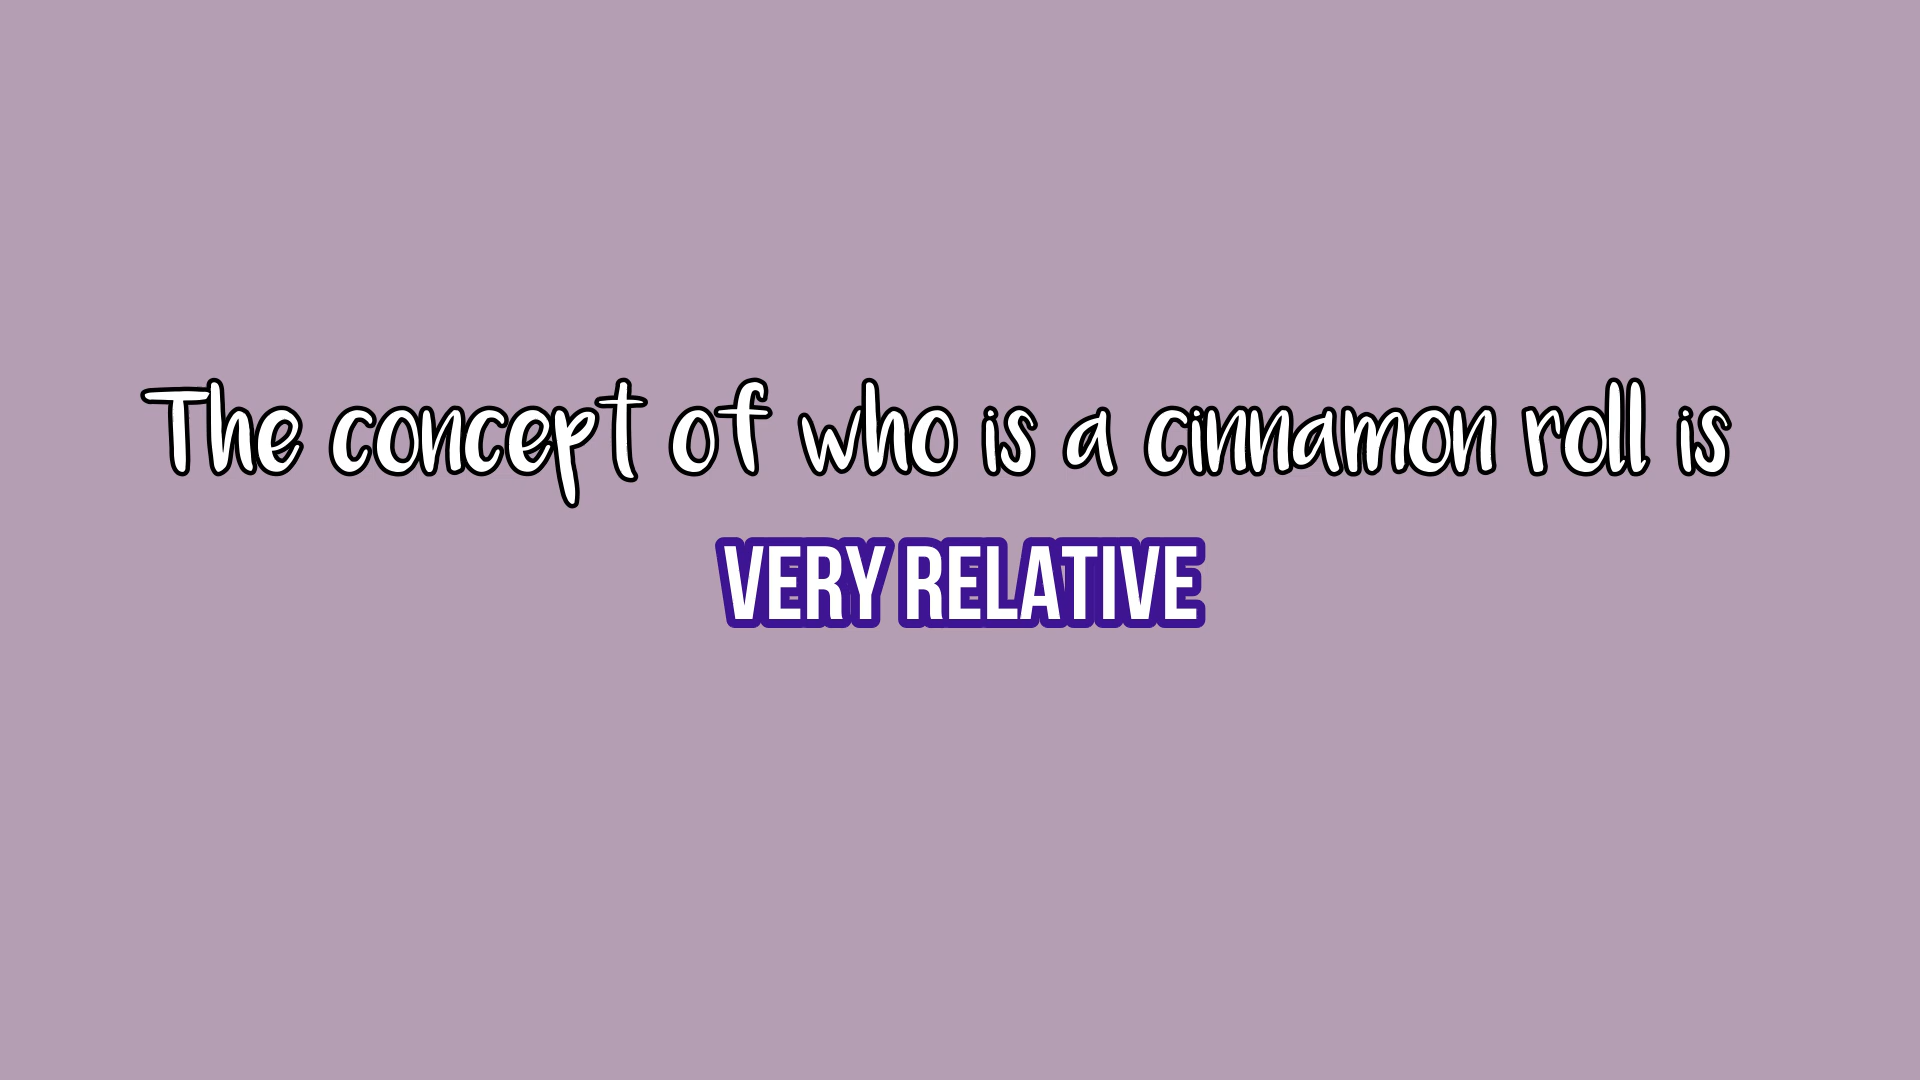 The concept of who is a cinnamon roll is
VERY RELATIVE